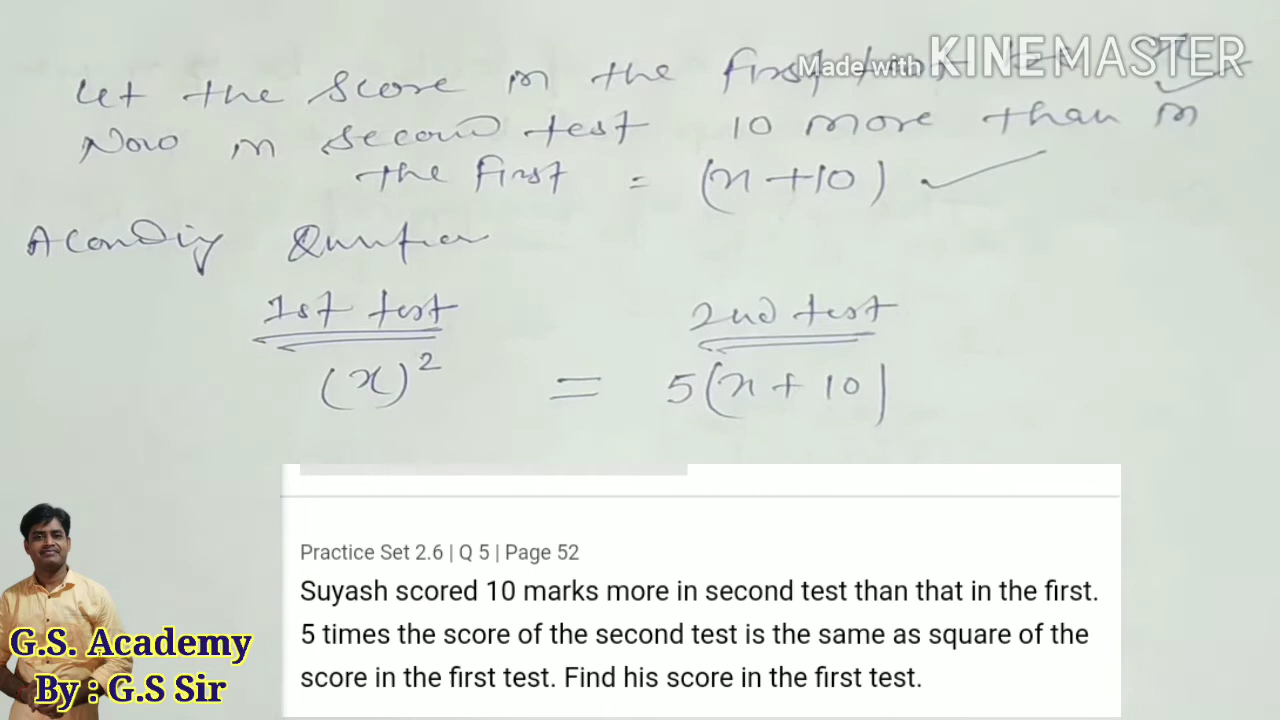 Let the Score in the first test be x
Made with KINEMASTER
Now in second test 10 more than in
the first = (x+10)
According Question
1st test 2nd test
(x)² = 5(x+10)
Practice Set 2.6 | Q 5 | Page 52
Suyash scored 10 marks more in second test than that in the first.
5 times the score of the second test is the same as square of the
score in the first test. Find his score in the first test.
G.S. Academy
By : G.S Sir